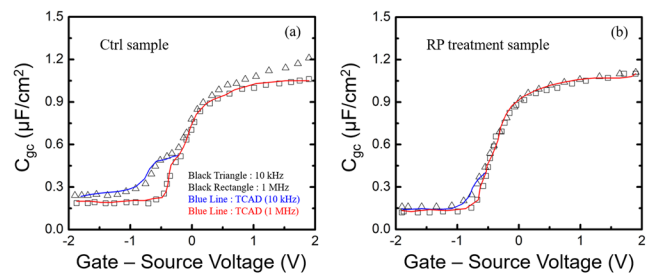 (a)
Ctrl sample
1.5
1.2
0.9
0.6
0.3
0.0
Cgc (μF/cm2)
Black Triangle : 10 kHz
Black Rectangle : 1 MHz
Blue Line : TCAD (10 kHz)
Blue Line : TCAD (1 MHz)
-2 -1 0 1 2
Gate – Source Voltage (V)
(b)
RP treatment sample
1.5
1.2
0.9
0.6
0.3
0.0
Cgc (μF/cm2)
-2 -1 0 1 2
Gate – Source Voltage (V)